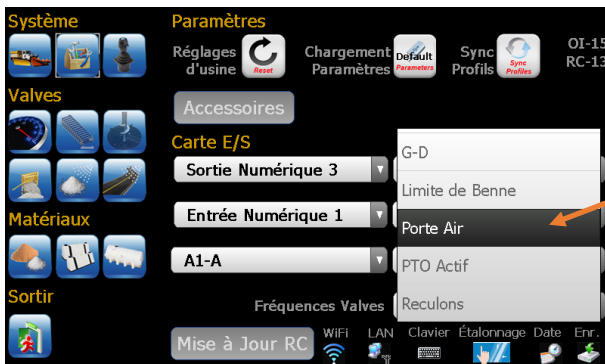 Système
Paramètres
Réglages d'usine
Reset
Chargement Paramètres
Default
Parameters
Sync Profils
Sync
Profiles
OI-15
RC-13
Valves
Accessoires
Carte E/S
Sortie Numérique 3
G-D
Limite de Benne
Entrée Numérique 1
Porte Air
Matériaux
A1-A
PTO Actif
Sortir
Fréquences Valves
Reculons
Mise à Jour RC
WiFi
LAN
Clavier
Étalonnage
Date
Enr.